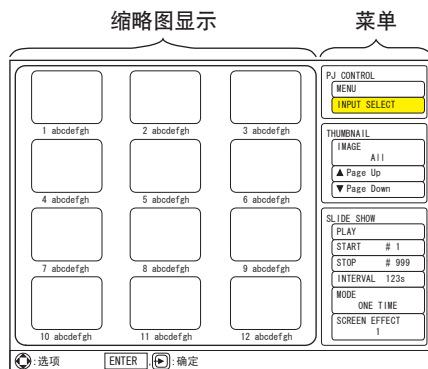 缩略图显示
菜单
1 abcdefgh
2 abcdefgh
3 abcdefgh
4 abcdefgh
5 abcdefgh
6 abcdefgh
7 abcdefgh
8 abcdefgh
9 abcdefgh
10 abcdefgh
11 abcdefgh
12 abcdefgh
PJ CONTROL
MENU
INPUT SELECT
THUMBNAIL
IMAGE
All
▲ Page Up
▼ Page Down
SLIDE SHOW
PLAY
START # 1
STOP # 999
INTERVAL 123s
MODE
ONE TIME
SCREEN EFFECT
1
:选项 ENTER , :确定